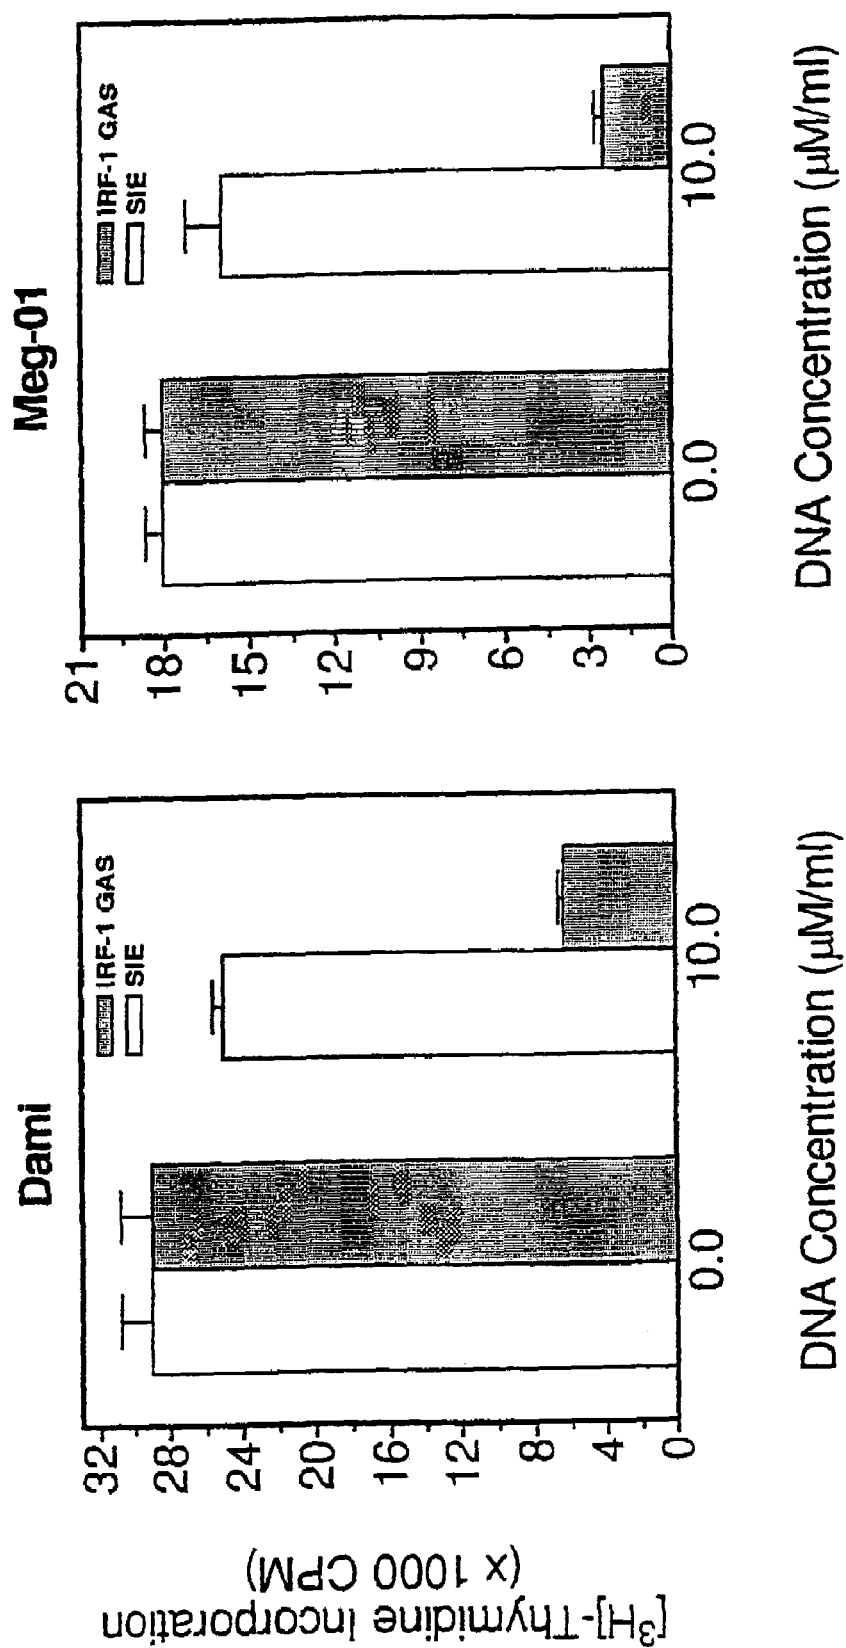 Dami
[³H]-Thymidine Incorporation
(x 1000 CPM)
32
28
24
20
16
12
8
4
0
IRF-1 GAS
SIE
0.0
10.0
DNA Concentration (µM/ml)
Meg-01
21
18
15
12
9
6
3
0
IRF-1 GAS
SIE
0.0
10.0
DNA Concentration (µM/ml)